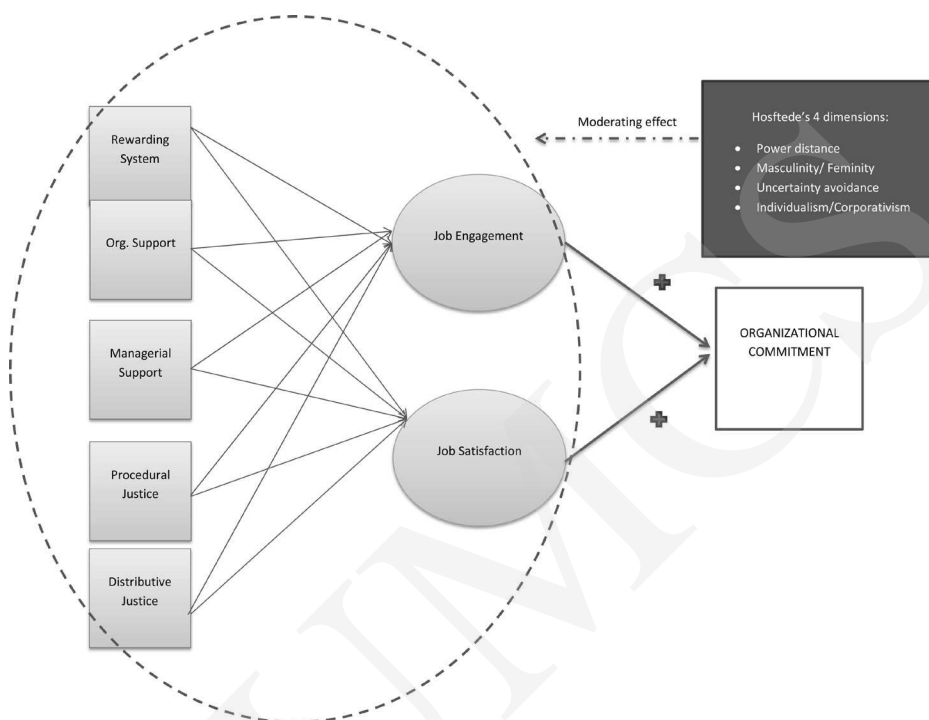 Rewarding
System
Org. Support
Managerial
Support
Procedural
Justice
Distributive
Justice
Job Engagement
Job Satisfaction
Moderating effect
Hosftede's 4 dimensions:
• Power distance
• Masculinity/ Feminity
• Uncertainty avoidance
• Individualism/Corporativism
ORGANIZATIONAL
COMMITMENT
UMCS